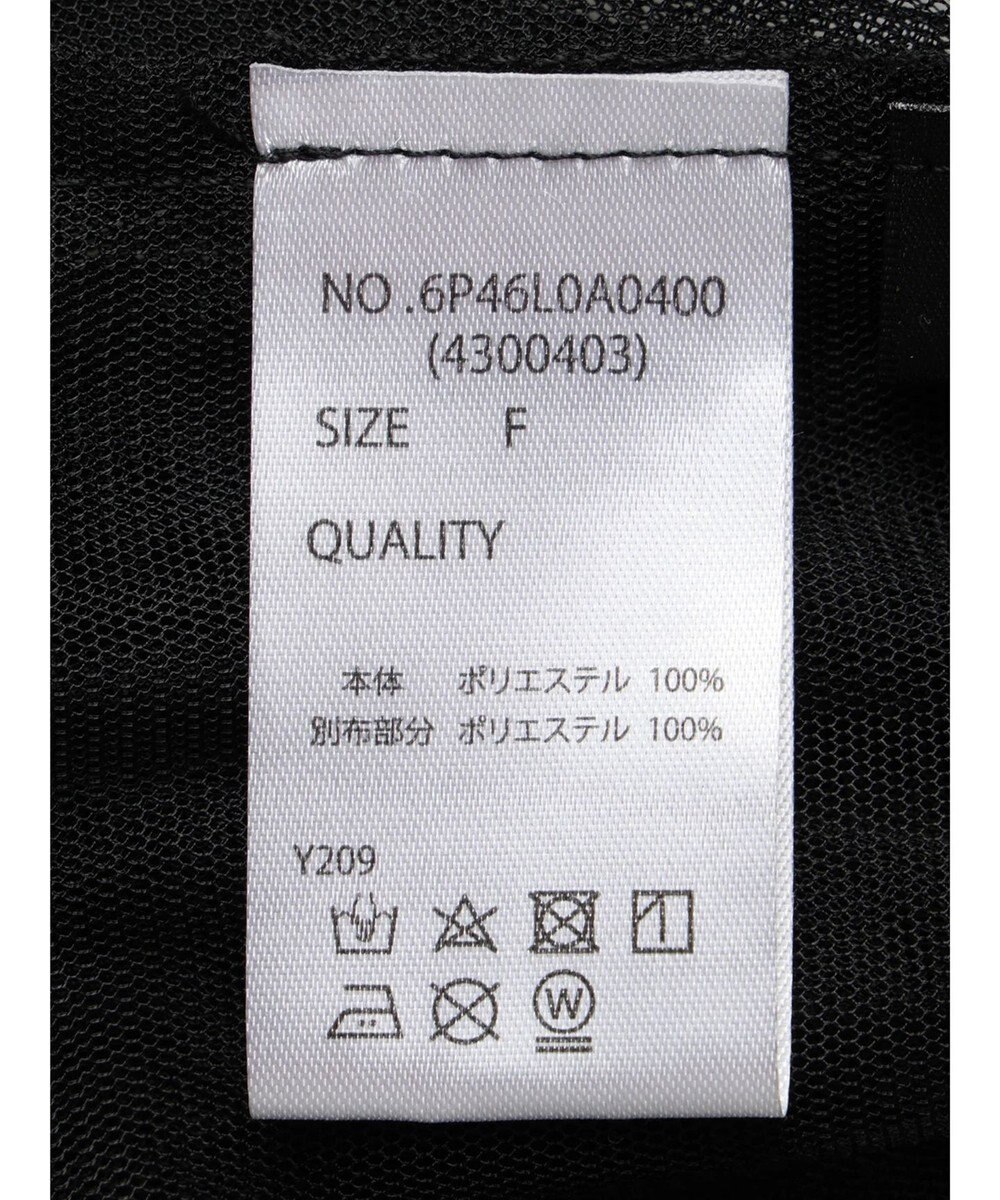 NO .6P46L0A0400
(4300403)
SIZE F
QUALITY
本体 ポリエステル 100%
別布部分 ポリエステル 100%
Y209
W